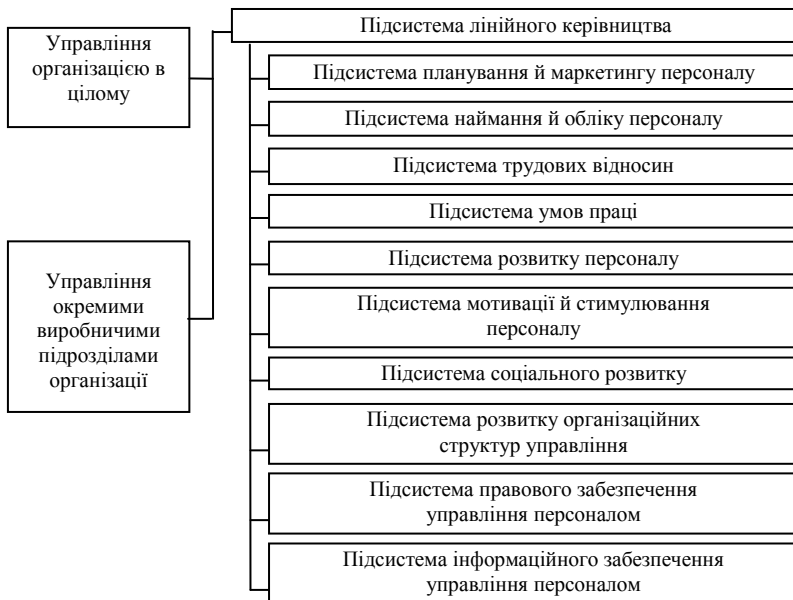 Управління
організацією в
цілому
Управління
окремими
виробничими
підрозділами
організації
Підсистема лінійного керівництва
Підсистема планування й маркетингу персоналу
Підсистема наймання й обліку персоналу
Підсистема трудових відносин
Підсистема умов праці
Підсистема розвитку персоналу
Підсистема мотивації й стимулювання
персоналу
Підсистема соціального розвитку
Підсистема розвитку організаційних
структур управління
Підсистема правового забезпечення
управління персоналом
Підсистема інформаційного забезпечення
управління персоналом